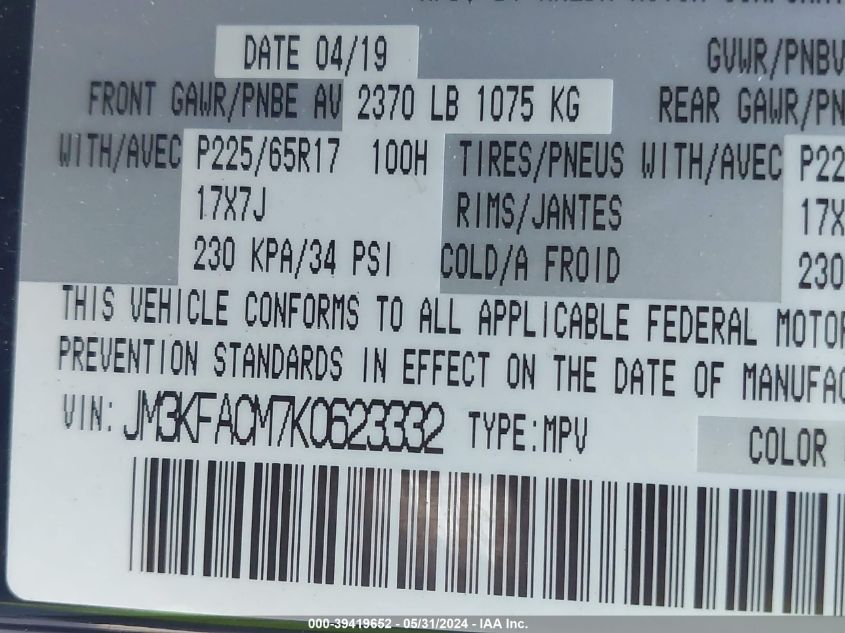 BY MAZDA MOTOR
DATE 04/19 GVWR/PNBV
FRONT GAWR/PNBE AV 2370 LB 1075 KG REAR GAWR/PN
WITH/AVEC P225/65R17 100H TIRES/PNEUS WITH/AVEC P22
17X7J RIMS/JANTES 17X
230 KPA/34 PSI COLD/A FROID 230
THIS VEHICLE CONFORMS TO ALL APPLICABLE FEDERAL MOTOR
PREVENTION STANDARDS IN EFFECT ON THE DATE OF MANUFAC
VIN: JM3KFACM7K0623332 TYPE:MPV COLOR
000-39419652 - 05/31/2024 - IAA Inc.